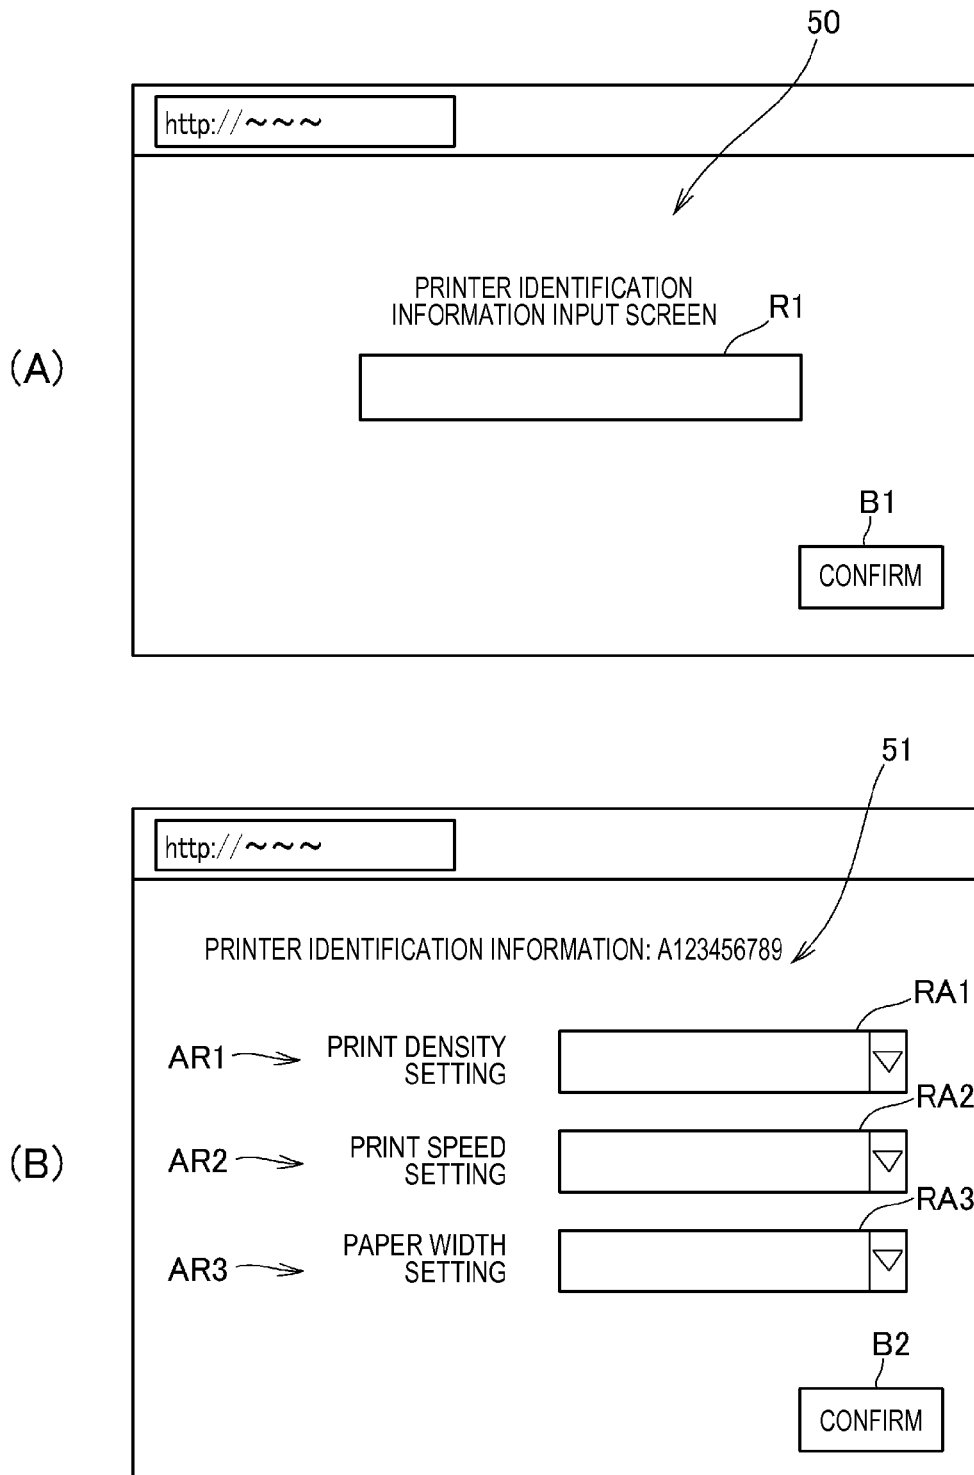 50
http://~~~
PRINTER IDENTIFICATION
INFORMATION INPUT SCREEN
R1
(A)
B1
CONFIRM
51
http://~~~
PRINTER IDENTIFICATION INFORMATION: A123456789
RA1
AR1
PRINT DENSITY
SETTING
RA2
(B)
AR2
PRINT SPEED
SETTING
RA3
AR3
PAPER WIDTH
SETTING
B2
CONFIRM